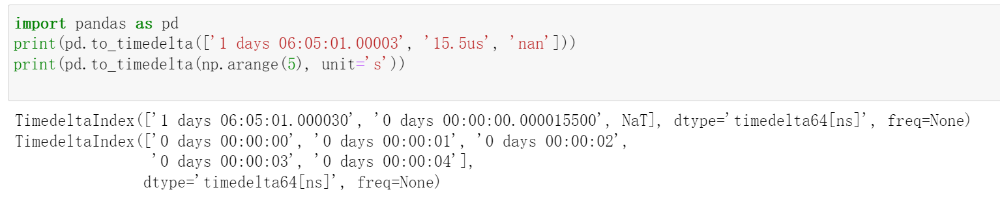 import pandas as pd
print(pd.to_timedelta(['1 days 06:05:01.00003', '15.5us', 'nan']))
print(pd.to_timedelta(np.arange(5), unit='s'))
TimedeltaIndex(['1 days 06:05:01.000030', '0 days 00:00:00.000015500', NaT], dtype='timedelta64[ns]', freq=None)
TimedeltaIndex(['0 days 00:00:00', '0 days 00:00:01', '0 days 00:00:02',
'0 days 00:00:03', '0 days 00:00:04'],
dtype='timedelta64[ns]', freq=None)